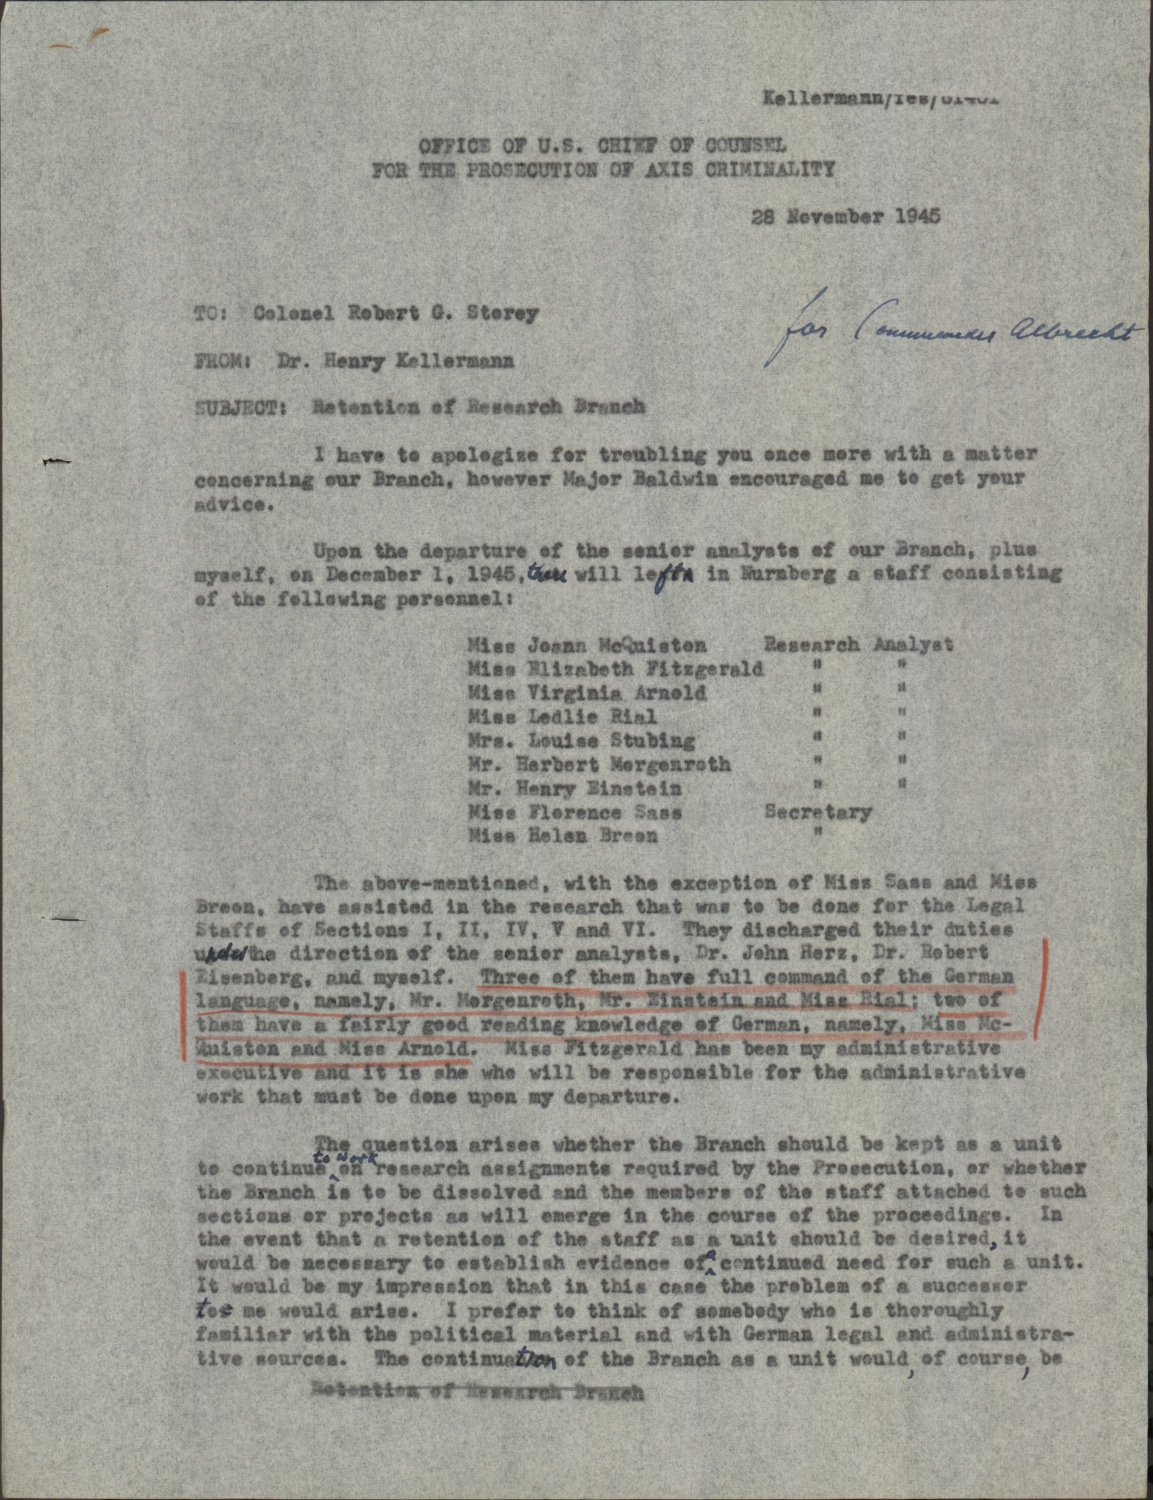 Kellermann/res/61401
OFFICE OF U.S. CHIEF OF COUNSEL
FOR THE PROSECUTION OF AXIS CRIMINALITY
28 November 1945
TO: Colonel Robert G. Storey
for Commander Albrecht
FROM: Dr. Henry Kellermann
SUBJECT: Retention of Research Branch
I have to apologize for troubling you once more with a matter
concerning our Branch, however Major Baldwin encouraged me to get your
advice.
Upon the departure of the senior analysts of our Branch, plus
myself, on December 1, 1945, there will left in Nurnberg a staff consisting
of the following personnel:
Miss Joann McQuiston Research Analyst
Miss Elizabeth Fitzgerald " "
Miss Virginia Arnold " "
Miss Ledlie Rial " "
Mrs. Louise Stubing " "
Mr. Herbert Morgenroth " "
Mr. Henry Einstein " "
Miss Florence Sass Secretary
Miss Helen Breen "
The above-mentioned, with the exception of Miss Sass and Miss
Breen, have assisted in the research that was to be done for the Legal
Staffs of Sections I, II, IV, V and VI. They discharged their duties
under the direction of the senior analysts, Dr. John Herz, Dr. Robert
Eisenberg, and myself. Three of them have full command of the German
language, namely, Mr. Morgenroth, Mr. Einstein and Miss Rial; two of
them have a fairly good reading knowledge of German, namely, Miss Mc-
Quiston and Miss Arnold. Miss Fitzgerald has been my administrative
executive and it is she who will be responsible for the administrative
work that must be done upon my departure.
The question arises whether the Branch should be kept as a unit
to continue to work on research assignments required by the Prosecution, or whether
the Branch is to be dissolved and the members of the staff attached to such
sections or projects as will emerge in the course of the proceedings. In
the event that a retention of the staff as a unit should be desired, it
would be necessary to establish evidence of a continued need for such a unit.
It would be my impression that in this case the problem of a successor
to me would arise. I prefer to think of somebody who is thoroughly
familiar with the political material and with German legal and administra-
tive sources. The continuation of the Branch as a unit would, of course, be
Retention of Research Branch